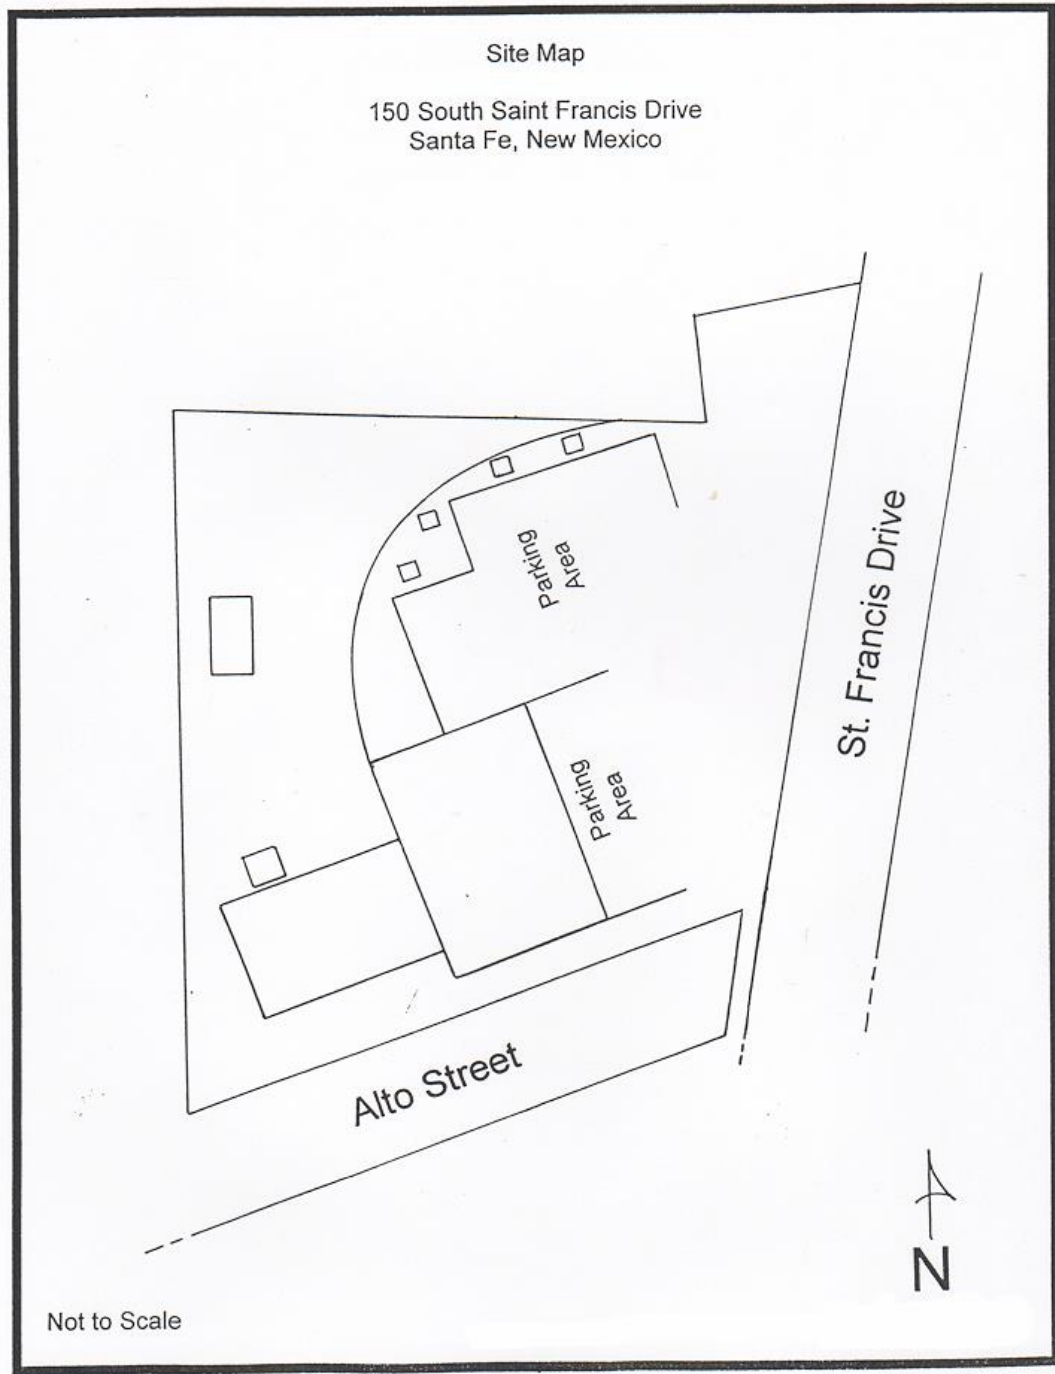 Site Map
150 South Saint Francis Drive
Santa Fe, New Mexico
Parking
Area
St. Francis Drive
Parking
Area
Alto Street
N
Not to Scale